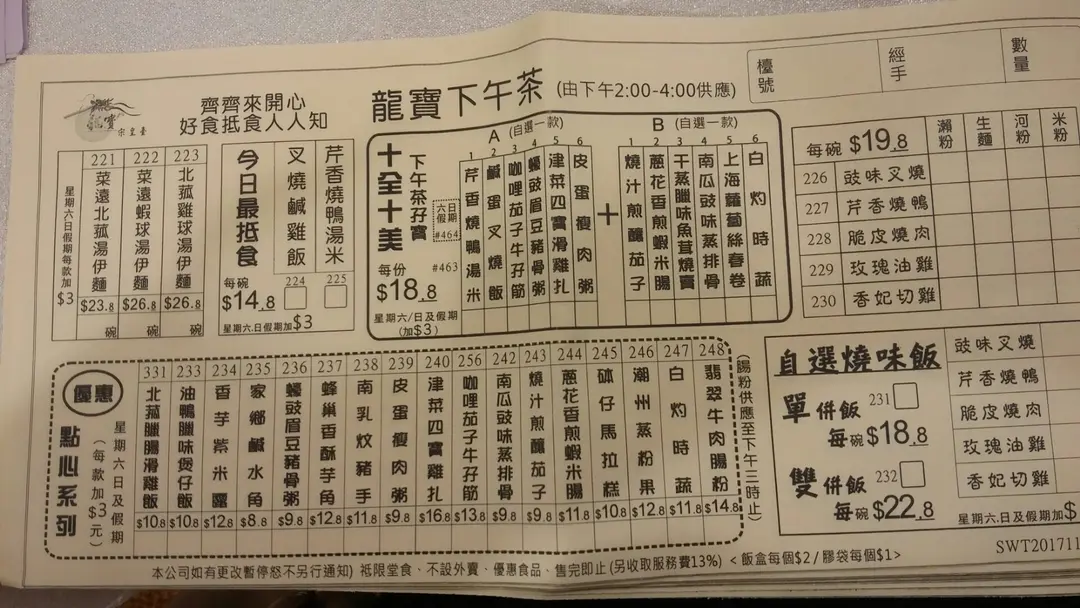 齊齊來開心
好食抵食人人知
龍寶
宋皇臺
龍寶下午茶 (由下午2:00-4:00供應)
檯號
經手
數量
星期六日假期每款加$3
221 菜遠北菰湯伊麵 $23.8 碗
222 菜遠蝦球湯伊麵 $26.8 碗
223 北菰雞球湯伊麵 $26.8 碗
今日最抵食
每碗
$14.8
叉燒鹹雞飯 224
芹香燒鴨湯米 225
星期六.日假期加$3
十全十美
下午茶孖寶
六日假期
#464
#463
每份
$18.8
星期六/日及假期
(加$3)
A (自選一款)
1 芹香燒鴨湯米
2 鹹蛋叉燒飯
3 咖哩茄子牛孖筋
4 蠔豉眉豆豬骨粥
5 津菜四寶滑雞扎
6 皮蛋瘦肉粥
+
B (自選一款)
1 燒汁煎釀茄子
2 蔥花香煎蝦米腸
3 干蒸臘味魚茸燒賣
4 南瓜豉味蒸排骨
5 上海蘿蔔絲春卷
6 白灼時蔬
每碗 $19.8
瀨粉
生麵
河粉
米粉
226 豉味叉燒
227 芹香燒鴨
228 脆皮燒肉
229 玫瑰油雞
230 香妃切雞
優惠
點心系列
星期六日及假期
(每款加$3元)
331 北菰臘腸滑雞飯 $10.8
233 油鴨臘味煲仔飯 $10.8
234 香芋紫米露 $12.8
235 家鄉鹹水角 $8.8
236 蠔豉眉豆豬骨粥 $9.8
237 蜂巢香酥芋角 $12.8
238 南乳炆豬手 $11.8
239 皮蛋瘦肉粥 $9.8
240 津菜四寶雞扎 $16.8
256 咖哩茄子牛孖筋 $13.8
242 南瓜豉味蒸排骨 $9.8
243 燒汁煎釀茄子 $9.8
244 蔥花香煎蝦米腸 $11.8
245 砵仔馬拉糕 $10.8
246 潮州蒸粉果 $12.8
247 白灼時蔬 $11.8
248 翡翠牛肉腸粉 $14.8
(腸粉供應至下午三時止)
自選燒味飯
單併飯 231
每碗 $18.8
雙併飯 232
每碗 $22.8
豉味叉燒
芹香燒鴨
脆皮燒肉
玫瑰油雞
香妃切雞
星期六.日及假期加$
SWT201711
本公司如有更改暫停恕不另行通知) 祗限堂食、不設外賣、優惠食品、售完即止 (另收取服務費13%) < 飯盒每個$2 / 膠袋每個$1>